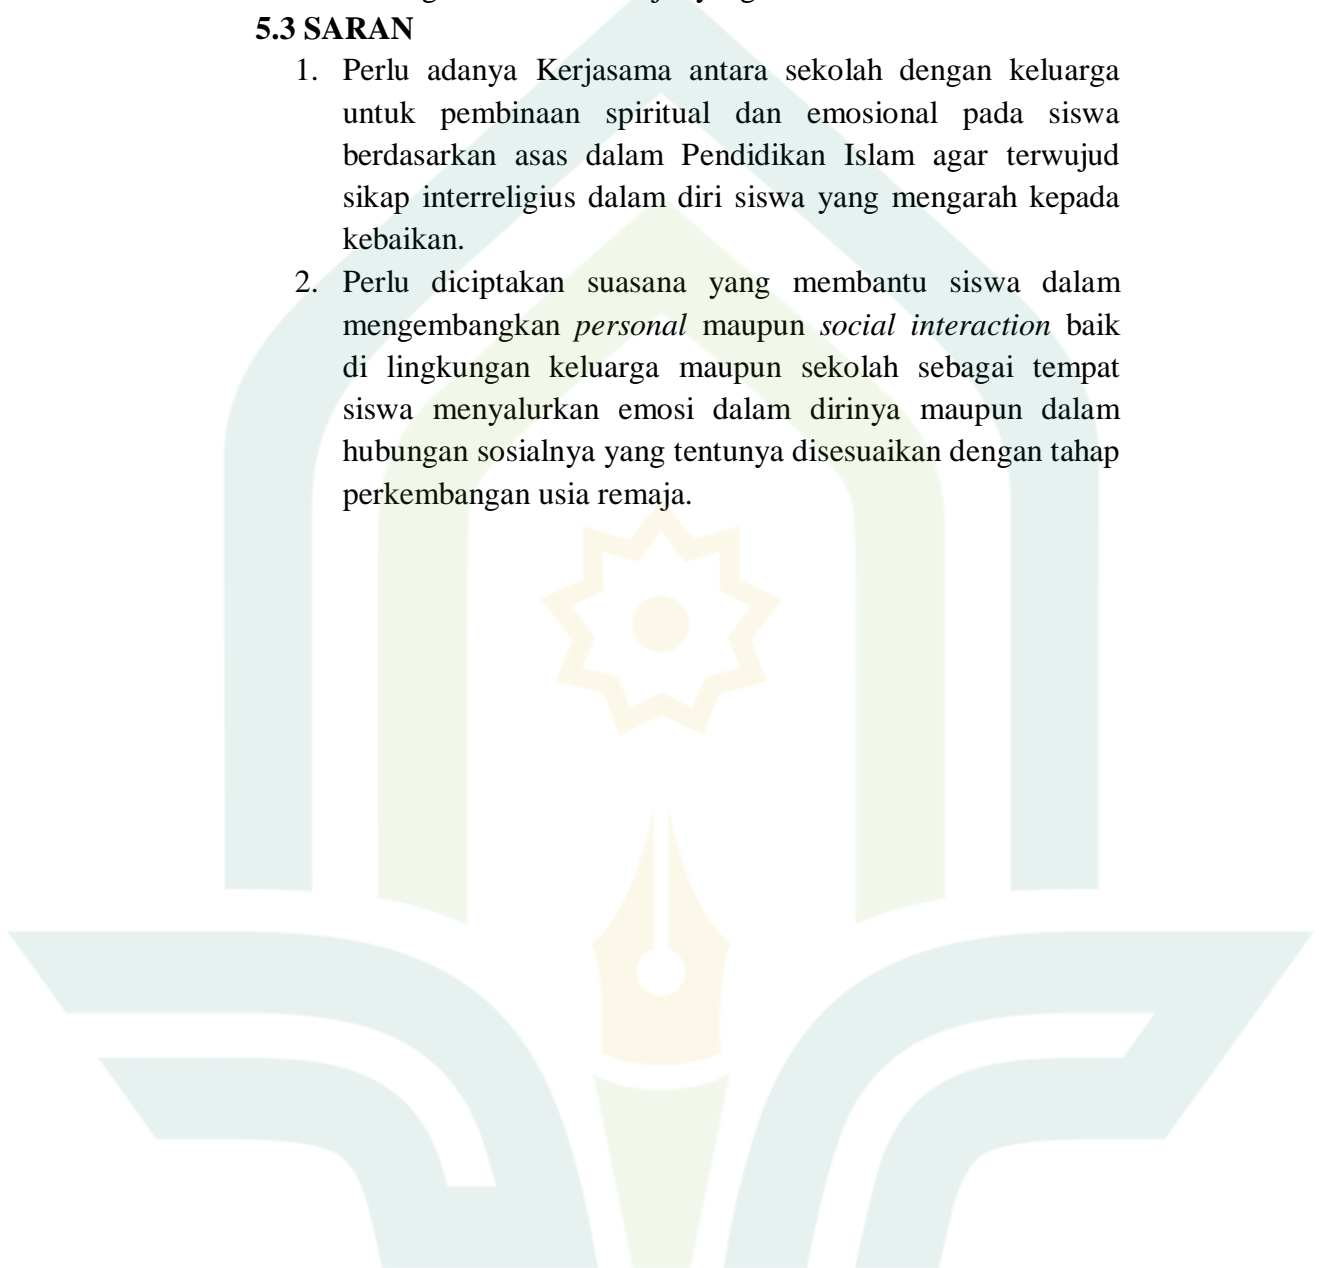 5.3 SARAN
1. Perlu adanya Kerjasama antara sekolah dengan keluarga
untuk pembinaan spiritual dan emosional pada siswa
berdasarkan asas dalam Pendidikan Islam agar terwujud
sikap interreligius dalam diri siswa yang mengarah kepada
kebaikan.
2. Perlu diciptakan suasana yang membantu siswa dalam
mengembangkan personal maupun social interaction baik
di lingkungan keluarga maupun sekolah sebagai tempat
siswa menyalurkan emosi dalam dirinya maupun dalam
hubungan sosialnya yang tentunya disesuaikan dengan tahap
perkembangan usia remaja.